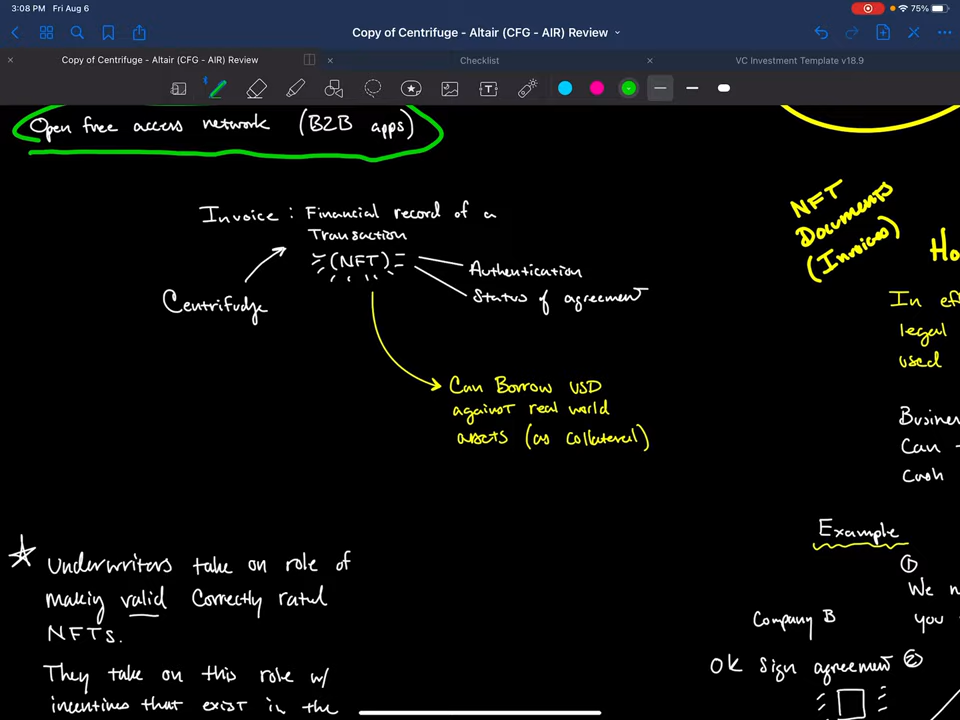 3:08 PM Fri Aug 6
75%
Copy of Centrifuge - Altair (CFG - AIR) Review
Copy of Centrifuge - Altair (CFG - AIR) Review
Checklist
VC Investment Template v18.9
Open free access network (B2B apps)
Invoice : Financial record of a
Transaction
(NFT)
Authentication
Status of agreement
Centrifudge
Can Borrow USD
against real world
assets (as collateral)
Underwriters take on role of
making valid Correctly rated
NFTs.
They take on this role w/
incentives that exist in the
NFT
Documents
(Invoices)
Ho
In ef
legal
used
Busine
Can
Cash
Example
1
We n
you
Company B
OK Sign agreement 2